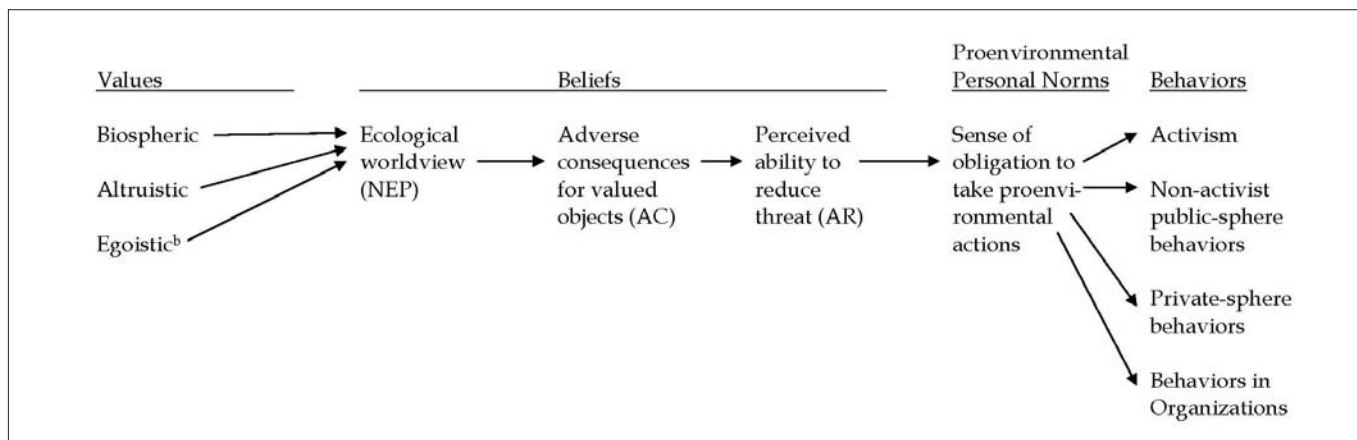 Values
Beliefs
Proenvironmental
Personal Norms
Behaviors
Biospheric
Altruistic
Egoisticᵇ
Ecological
worldview
(NEP)
Adverse
consequences
for valued
objects (AC)
Perceived
ability to
reduce
threat (AR)
Sense of
obligation to
take proenvi-
ronmental
actions
Activism
Non-activist
public-sphere
behaviors
Private-sphere
behaviors
Behaviors in
Organizations